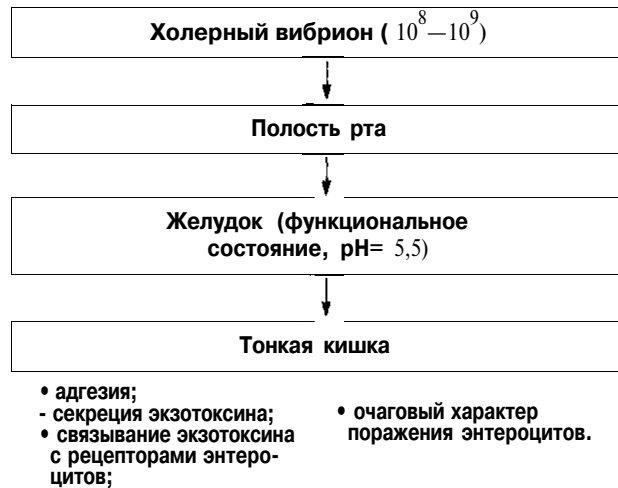 Холерный вибрион ( 10⁸—10⁹)
Полость рта
Желудок (функциональное
состояние, рН= 5,5)
Тонкая кишка
• адгезия;
- секреция экзотоксина;
• связывание экзотоксина
с рецепторами энтеро-
цитов;
• очаговый характер
поражения энтероцитов.